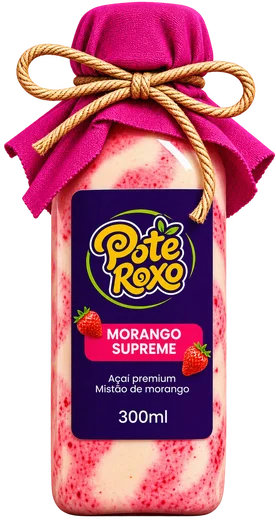 Pote
Roxo
MORANGO
SUPREME
Açaí premium
Mistão de morango
300ml